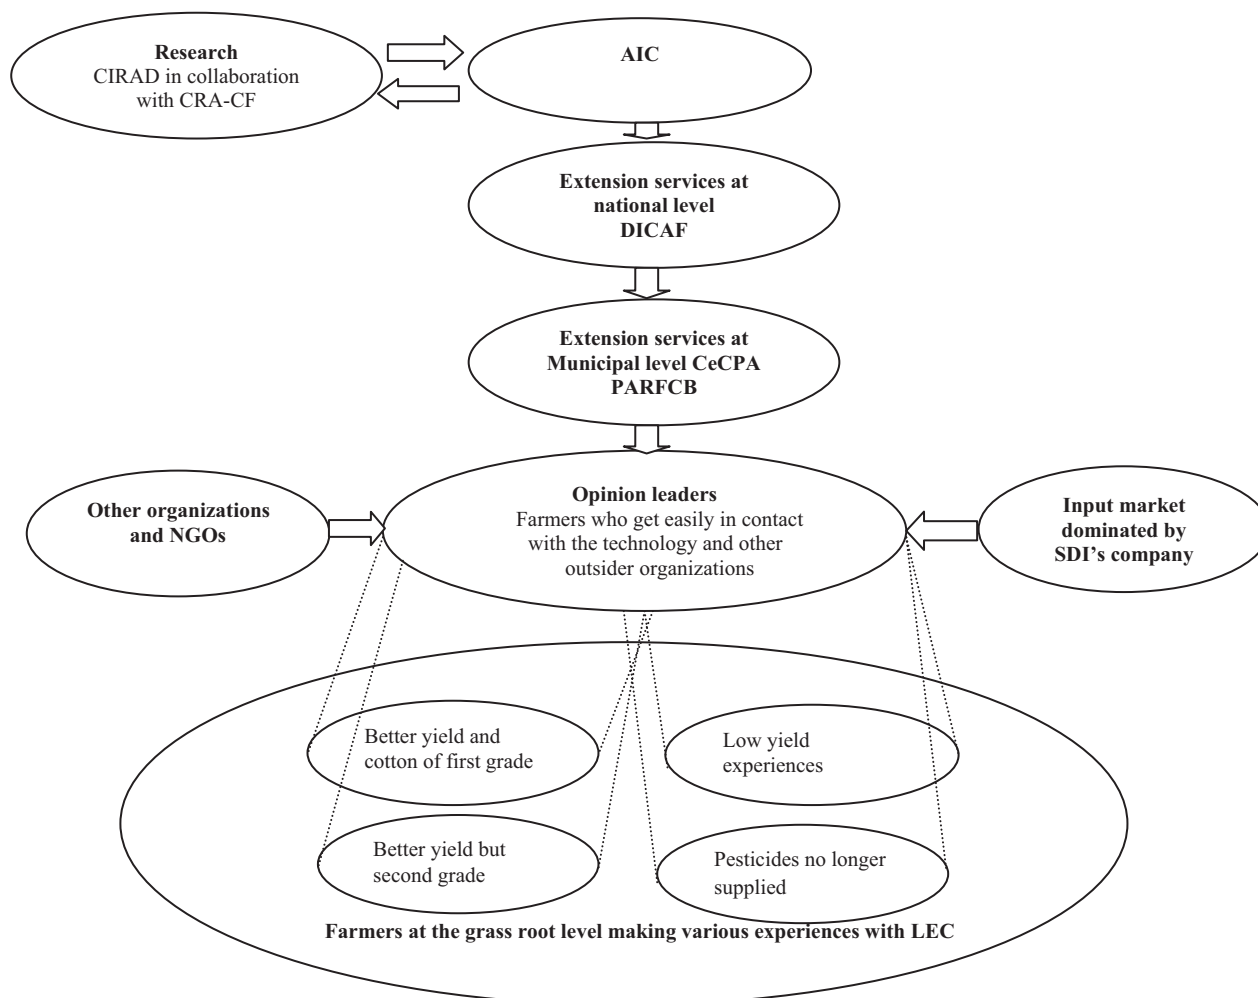 Research
CIRAD in collaboration
with CRA-CF
AIC
Extension services at
national level
DICAF
Extension services at
Municipal level CeCPA
PARFCB
Other organizations
and NGOs
Opinion leaders
Farmers who get easily in contact
with the technology and other
outsider organizations
Input market
dominated by
SDI’s company
Better yield and
cotton of first grade
Low yield
experiences
Better yield but
second grade
Pesticides no longer
supplied
Farmers at the grass root level making various experiences with LEC